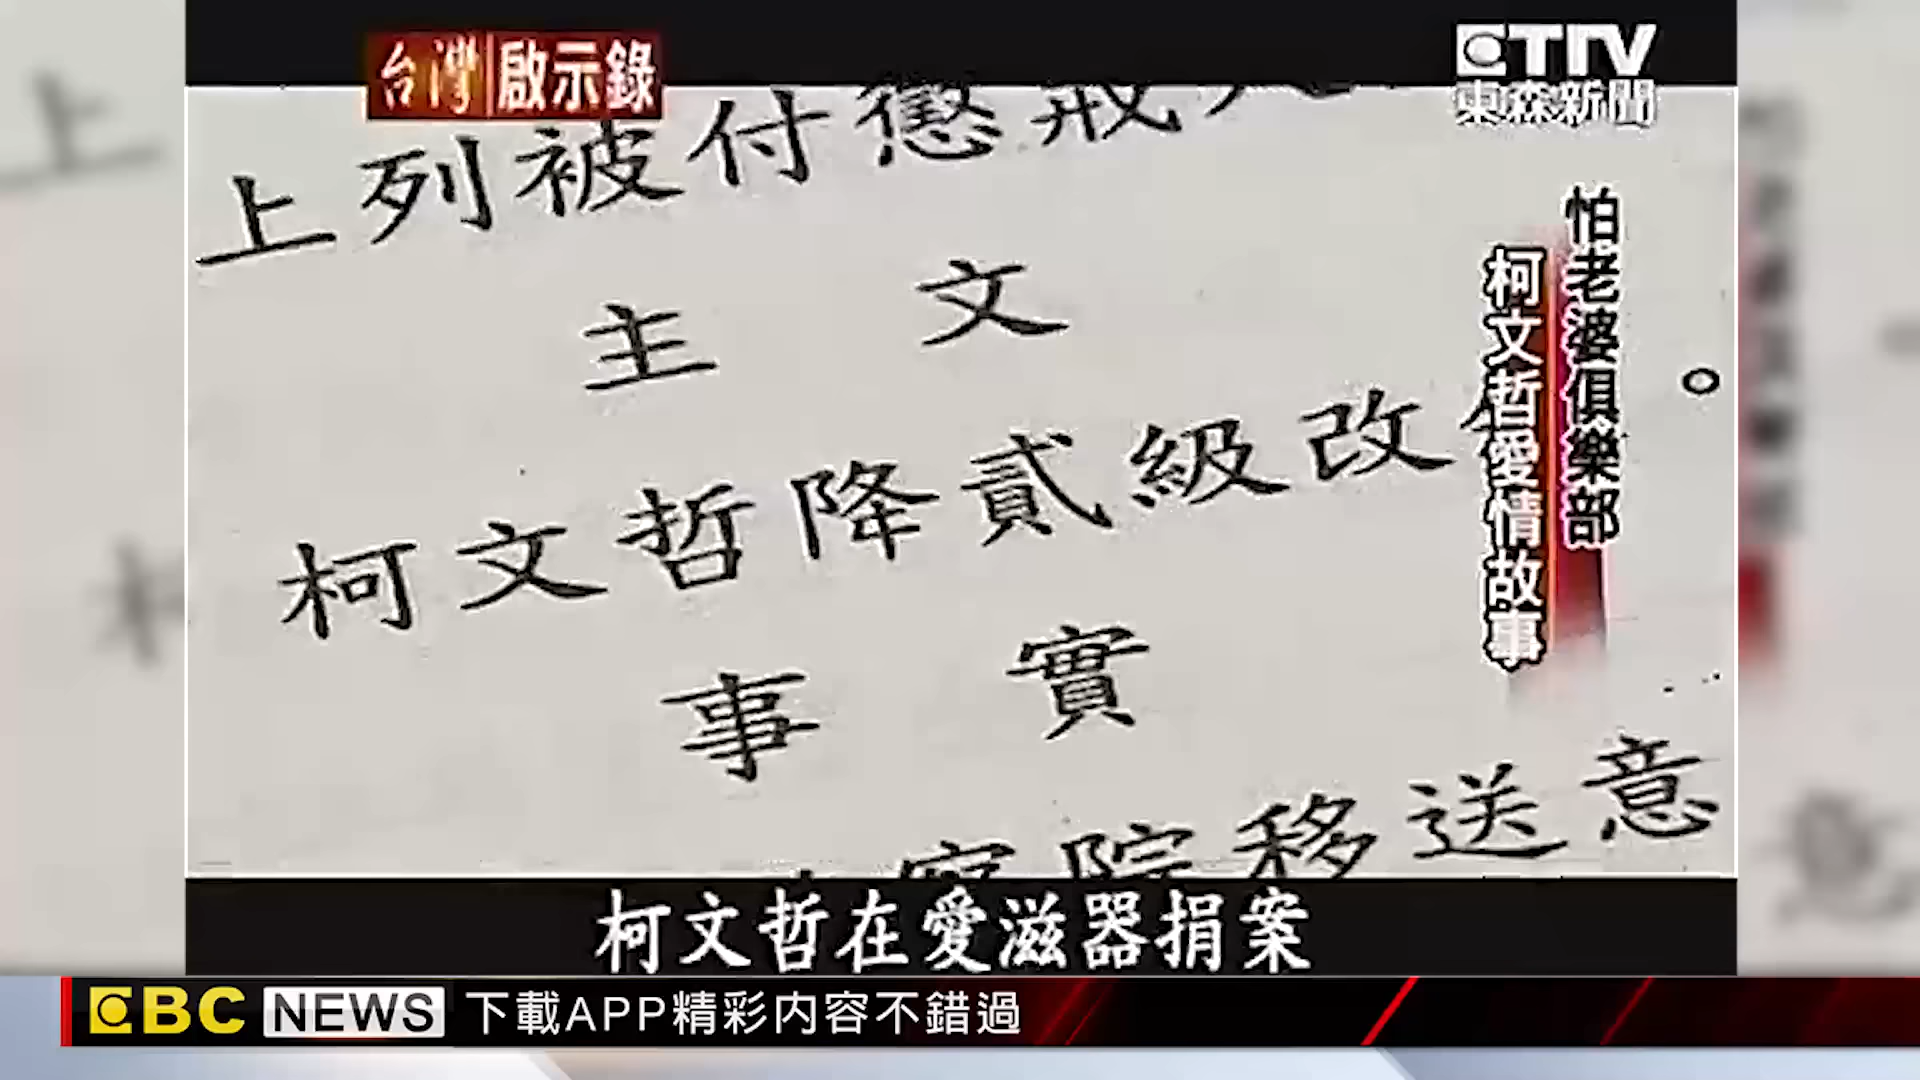 台灣啟示錄
ETTV
東森新聞
怕老婆俱樂部
柯文哲愛情故事
上列被付懲戒
主文
柯文哲降貳級改
事實
察院移送意
柯文哲在愛滋器捐案
EBC NEWS 下載APP精彩內容不錯過